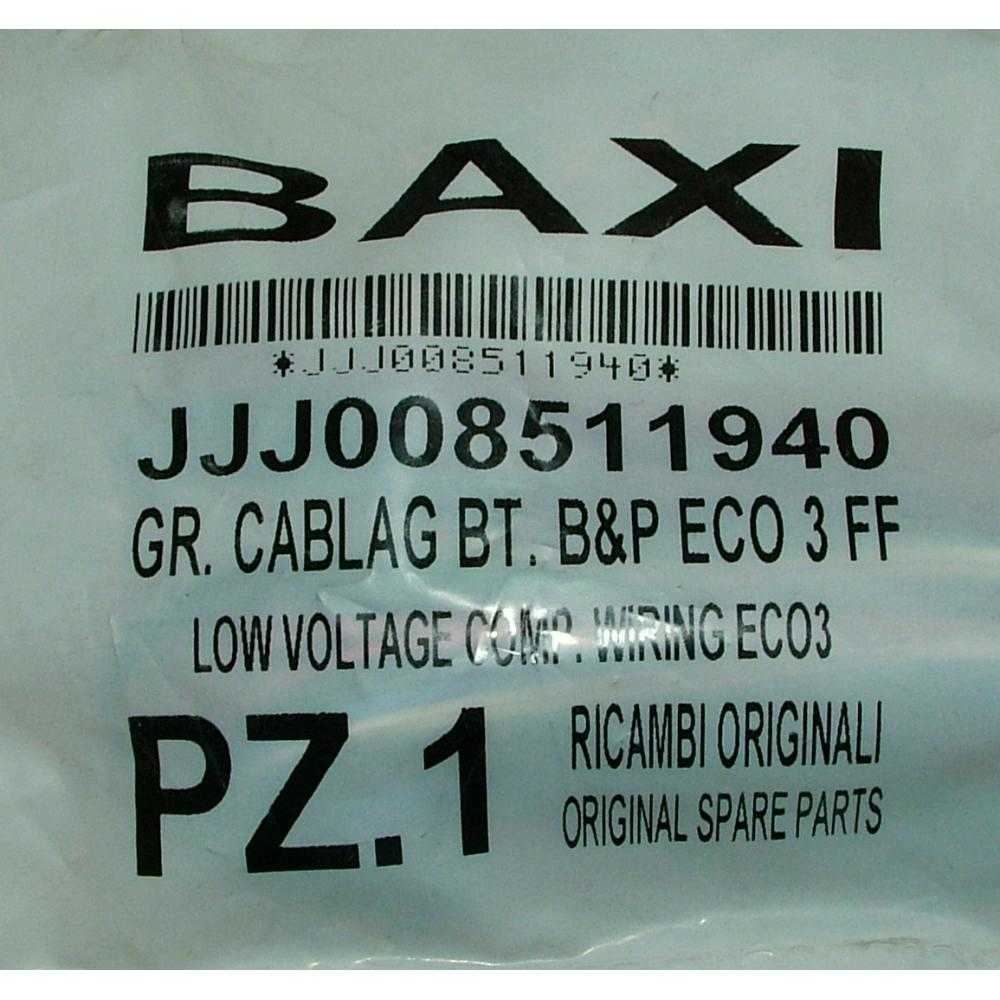 BAXI
*JJJ008511940*
JJJ008511940
GR. CABLAG BT. B&P ECO 3 FF
LOW VOLTAGE COMP. WIRING ECO3
PZ.1
RICAMBI ORIGINALI
ORIGINAL SPARE PARTS